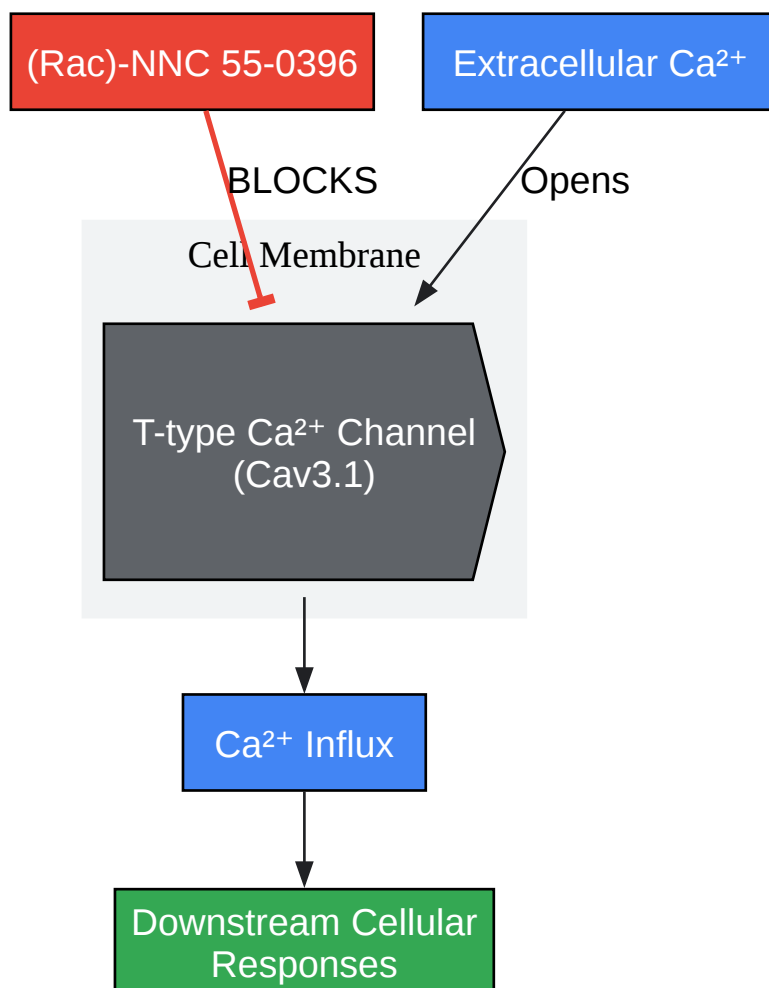 (Rac)-NNC 55-0396
Extracellular Ca²⁺
BLOCKS
Opens
Cell Membrane
T-type Ca²⁺ Channel
(Cav3.1)
Ca²⁺ Influx
Downstream Cellular
Responses